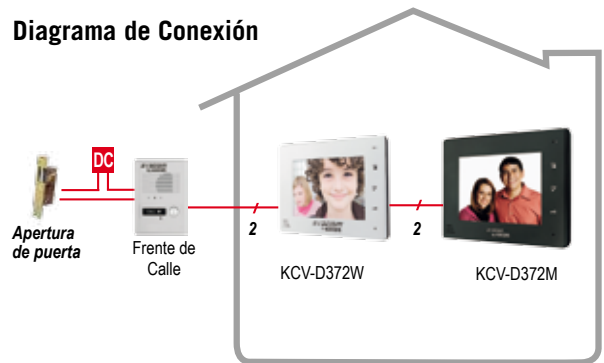 Diagrama de Conexión
DC
Apertura
de puerta
Frente de
Calle
2
2
KCV-D372W
KCV-D372M